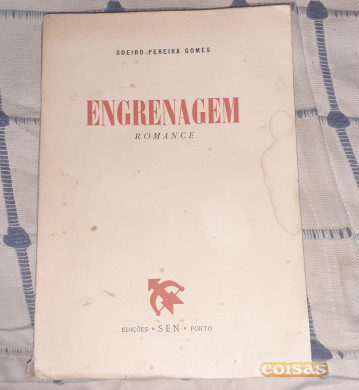 SOEIRO PEREIRA GOMES
ENGRENAGEM
ROMANCE
EDIÇÕES • SEN • PORTO
coisas